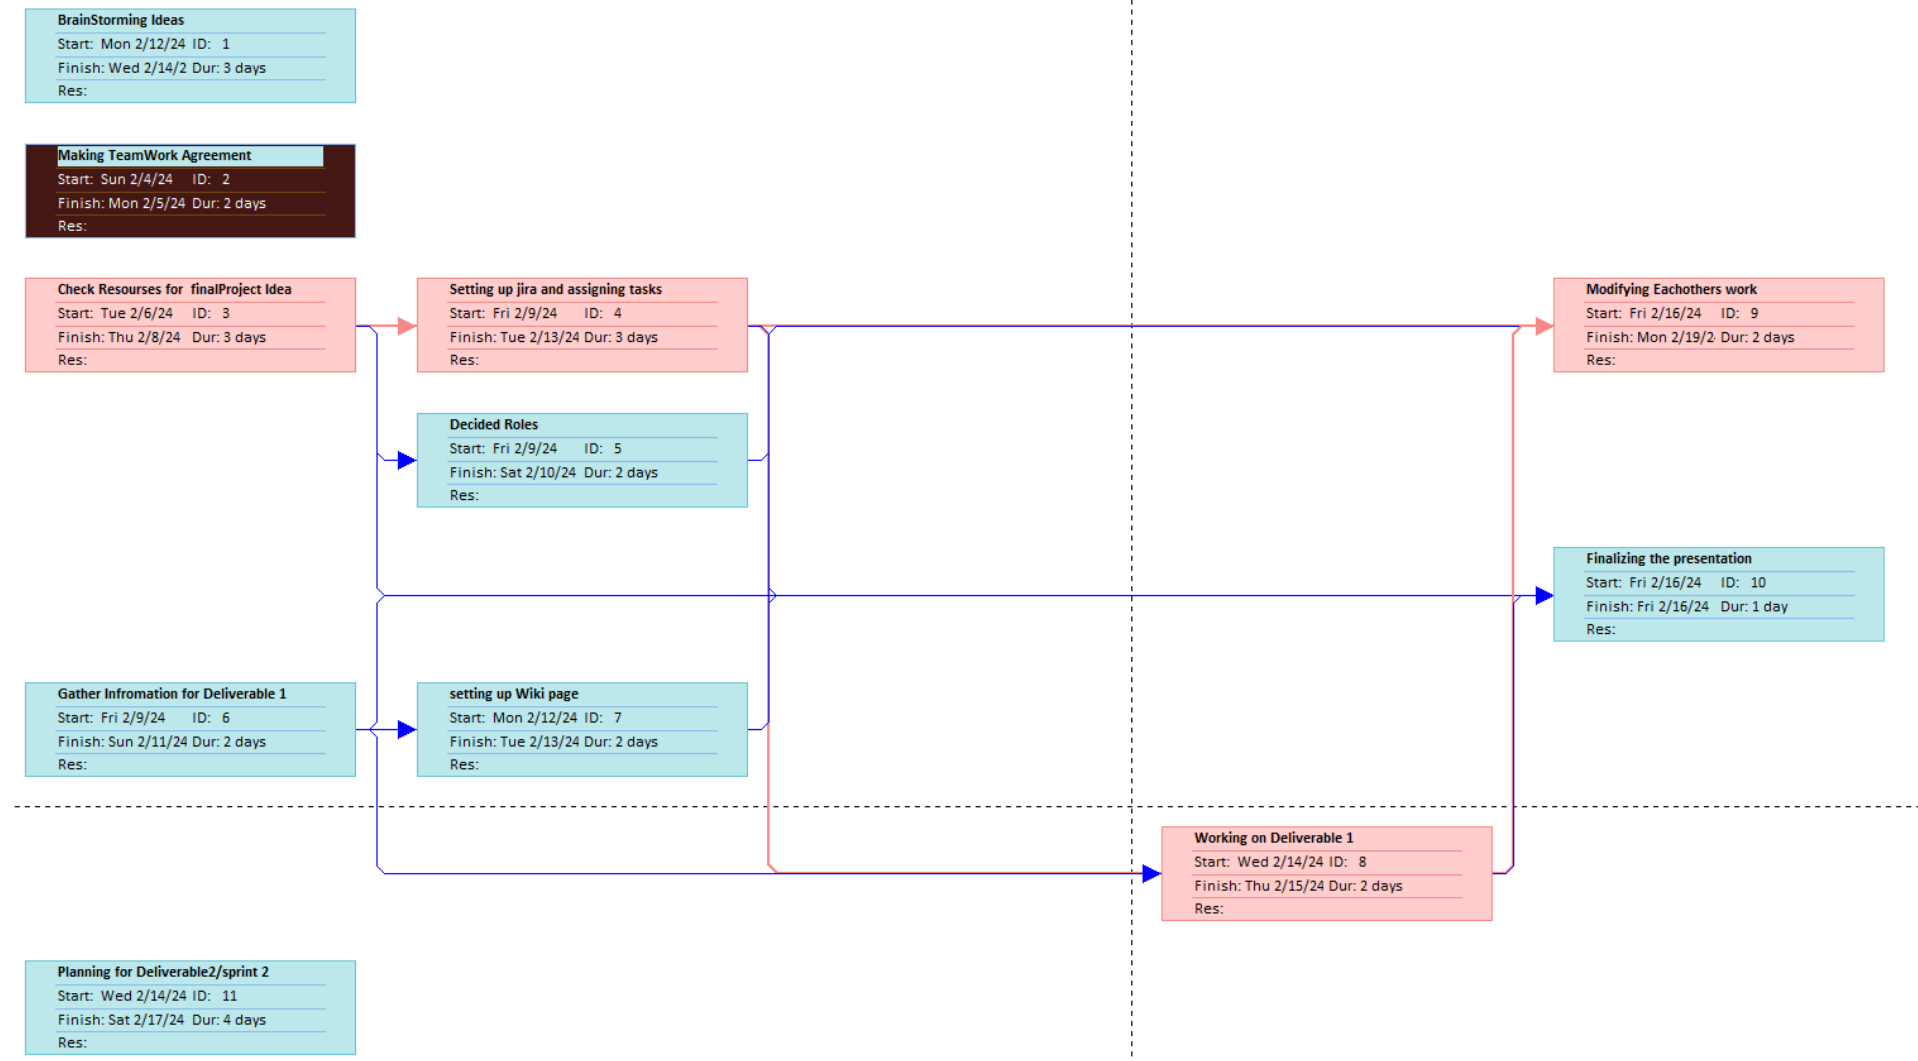 BrainStorming Ideas
Start: Mon 2/12/24 ID: 1
Finish: Wed 2/14/2 Dur: 3 days
Res:
Making TeamWork Agreement
Start: Sun 2/4/24 ID: 2
Finish: Mon 2/5/24 Dur: 2 days
Res:
Check Resourses for finalProject Idea
Start: Tue 2/6/24 ID: 3
Finish: Thu 2/8/24 Dur: 3 days
Res:
Setting up jira and assigning tasks
Start: Fri 2/9/24 ID: 4
Finish: Tue 2/13/24 Dur: 3 days
Res:
Modifying Eachothers work
Start: Fri 2/16/24 ID: 9
Finish: Mon 2/19/2 Dur: 2 days
Res:
Decided Roles
Start: Fri 2/9/24 ID: 5
Finish: Sat 2/10/24 Dur: 2 days
Res:
Finalizing the presentation
Start: Fri 2/16/24 ID: 10
Finish: Fri 2/16/24 Dur: 1 day
Res:
Gather Infromation for Deliverable 1
Start: Fri 2/9/24 ID: 6
Finish: Sun 2/11/24 Dur: 2 days
Res:
setting up Wiki page
Start: Mon 2/12/24 ID: 7
Finish: Tue 2/13/24 Dur: 2 days
Res:
Working on Deliverable 1
Start: Wed 2/14/24 ID: 8
Finish: Thu 2/15/24 Dur: 2 days
Res:
Planning for Deliverable2/sprint 2
Start: Wed 2/14/24 ID: 11
Finish: Sat 2/17/24 Dur: 4 days
Res: